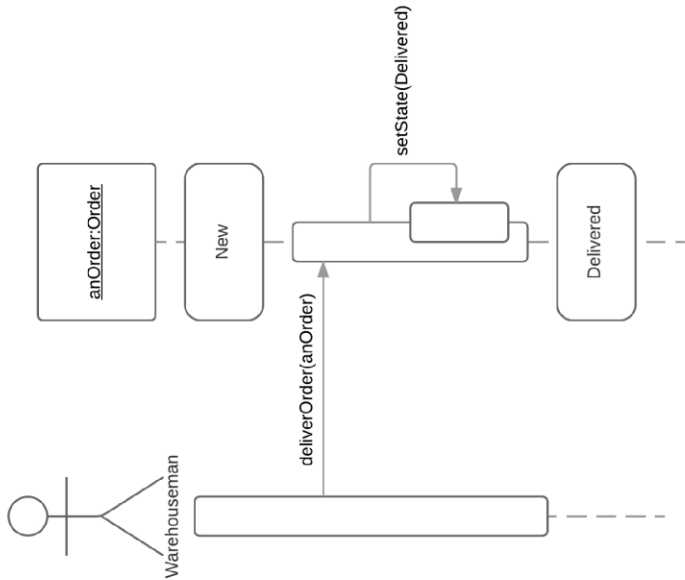 Warehouseman
anOrder:Order
New
deliverOrder(anOrder)
setState(Delivered)
Delivered